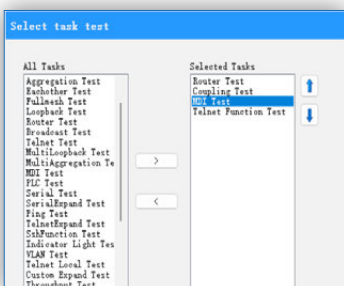 Select task test
All Tasks
Aggregation Test
Eachother Test
Fullmesh Test
Loopback Test
Router Test
Broadcast Test
Telnet Test
MultiLoopback Test
MultiAggregation Te
MDI Test
PLC Test
Serial Test
SerialExpand Test
Ping Test
TelnetExpand Test
SshFunction Test
Indicator Light Tes
VLAN Test
Telnet Local Test
Custom Expand Test
Throughput Test
>
<
Selected Tasks
Router Test
Coupling Test
MDI Test
Telnet Function Test